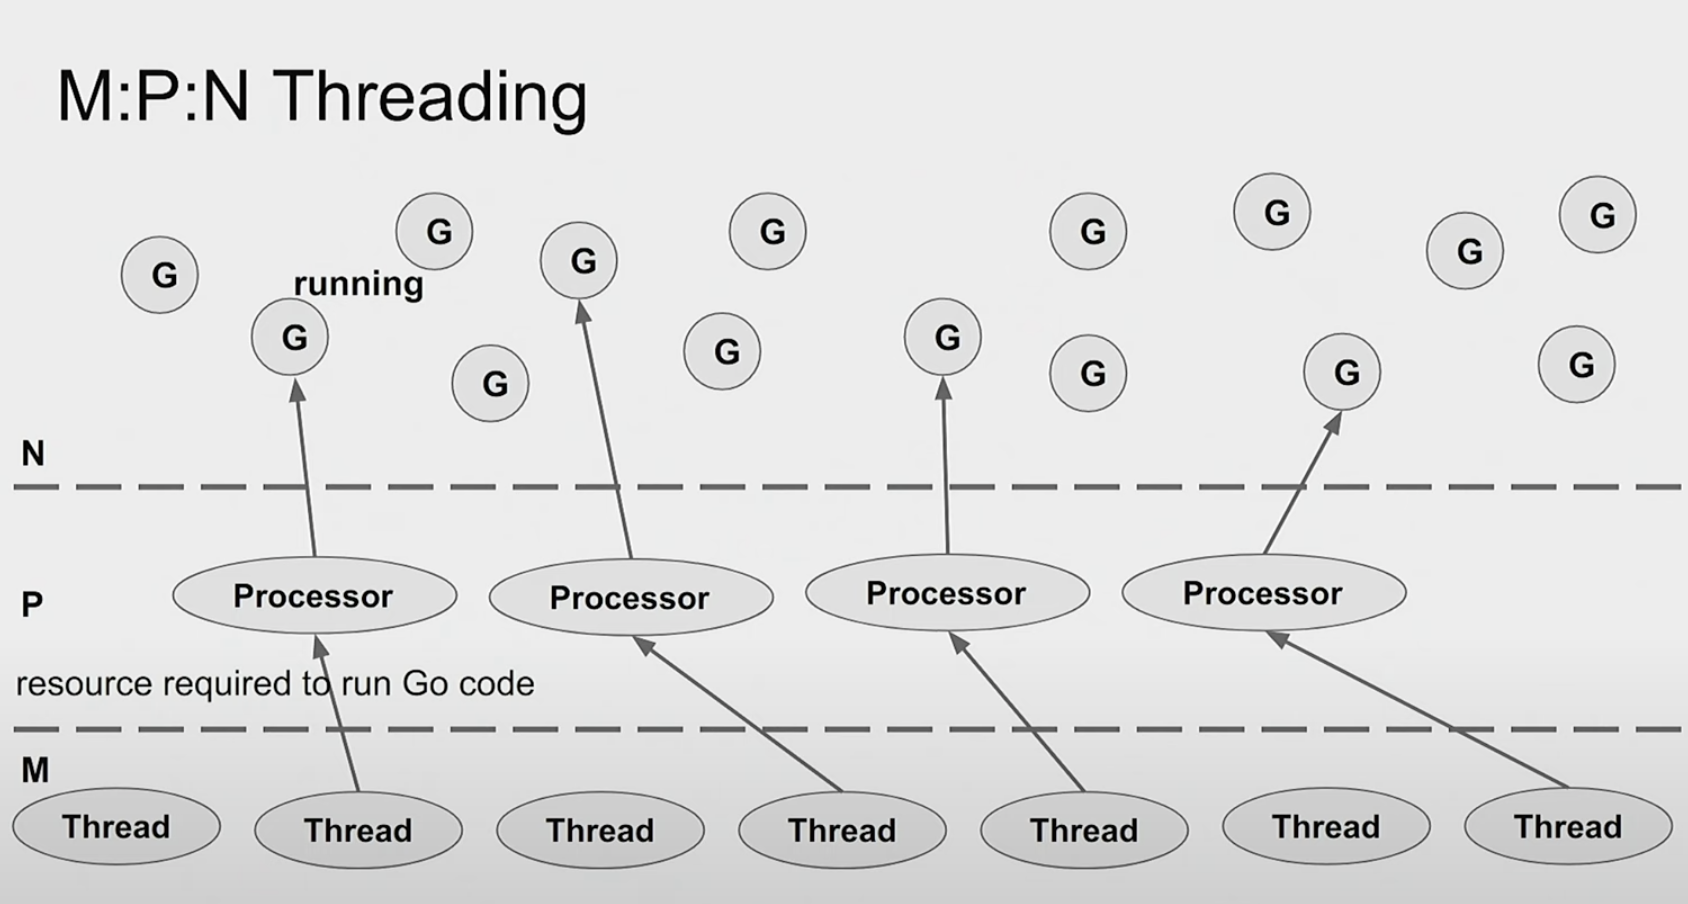 M:P:N Threading
G
G
G
G
G
G
G
G
G
running
G
G
G
G
G
G
G
N
Processor
Processor
Processor
Processor
P
resource required to run Go code
M
Thread
Thread
Thread
Thread
Thread
Thread
Thread